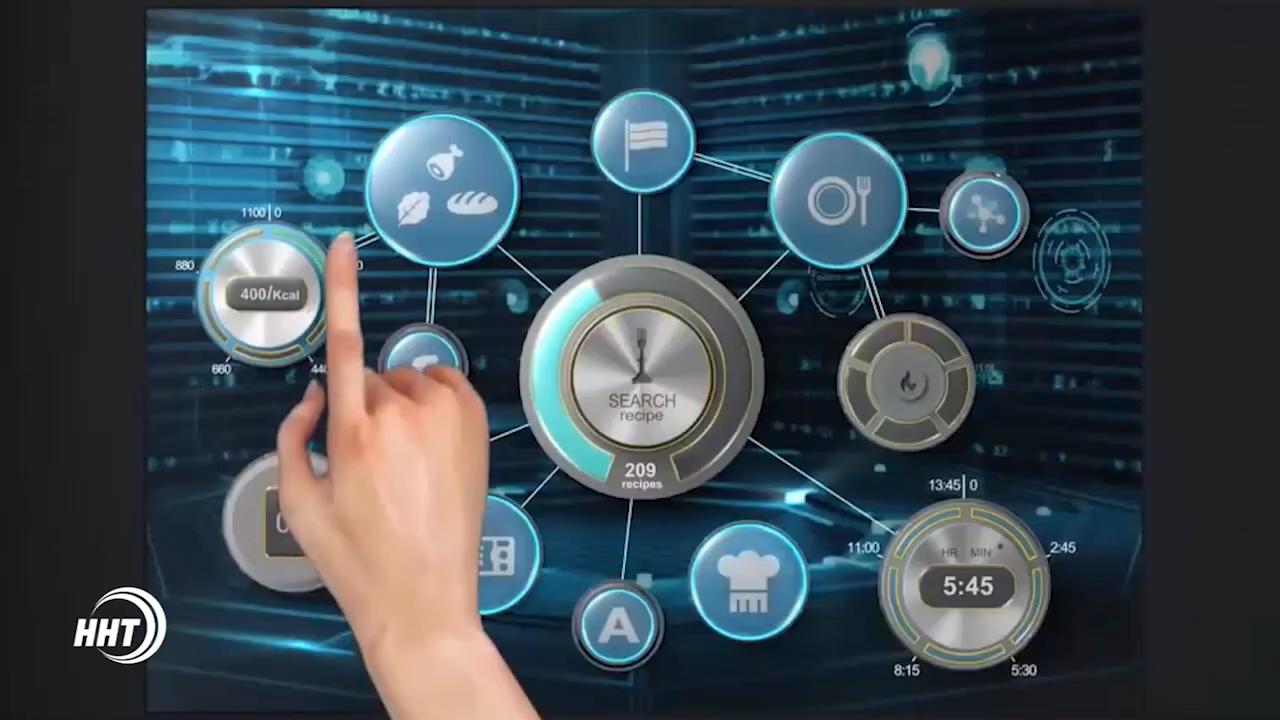 1100 | 0
880
400/Kcal
660
SEARCH
recipe
209
recipes
13:45 | 0
11:00
2:45
HR MIN
5:45
8:15
5:30
A
HHT